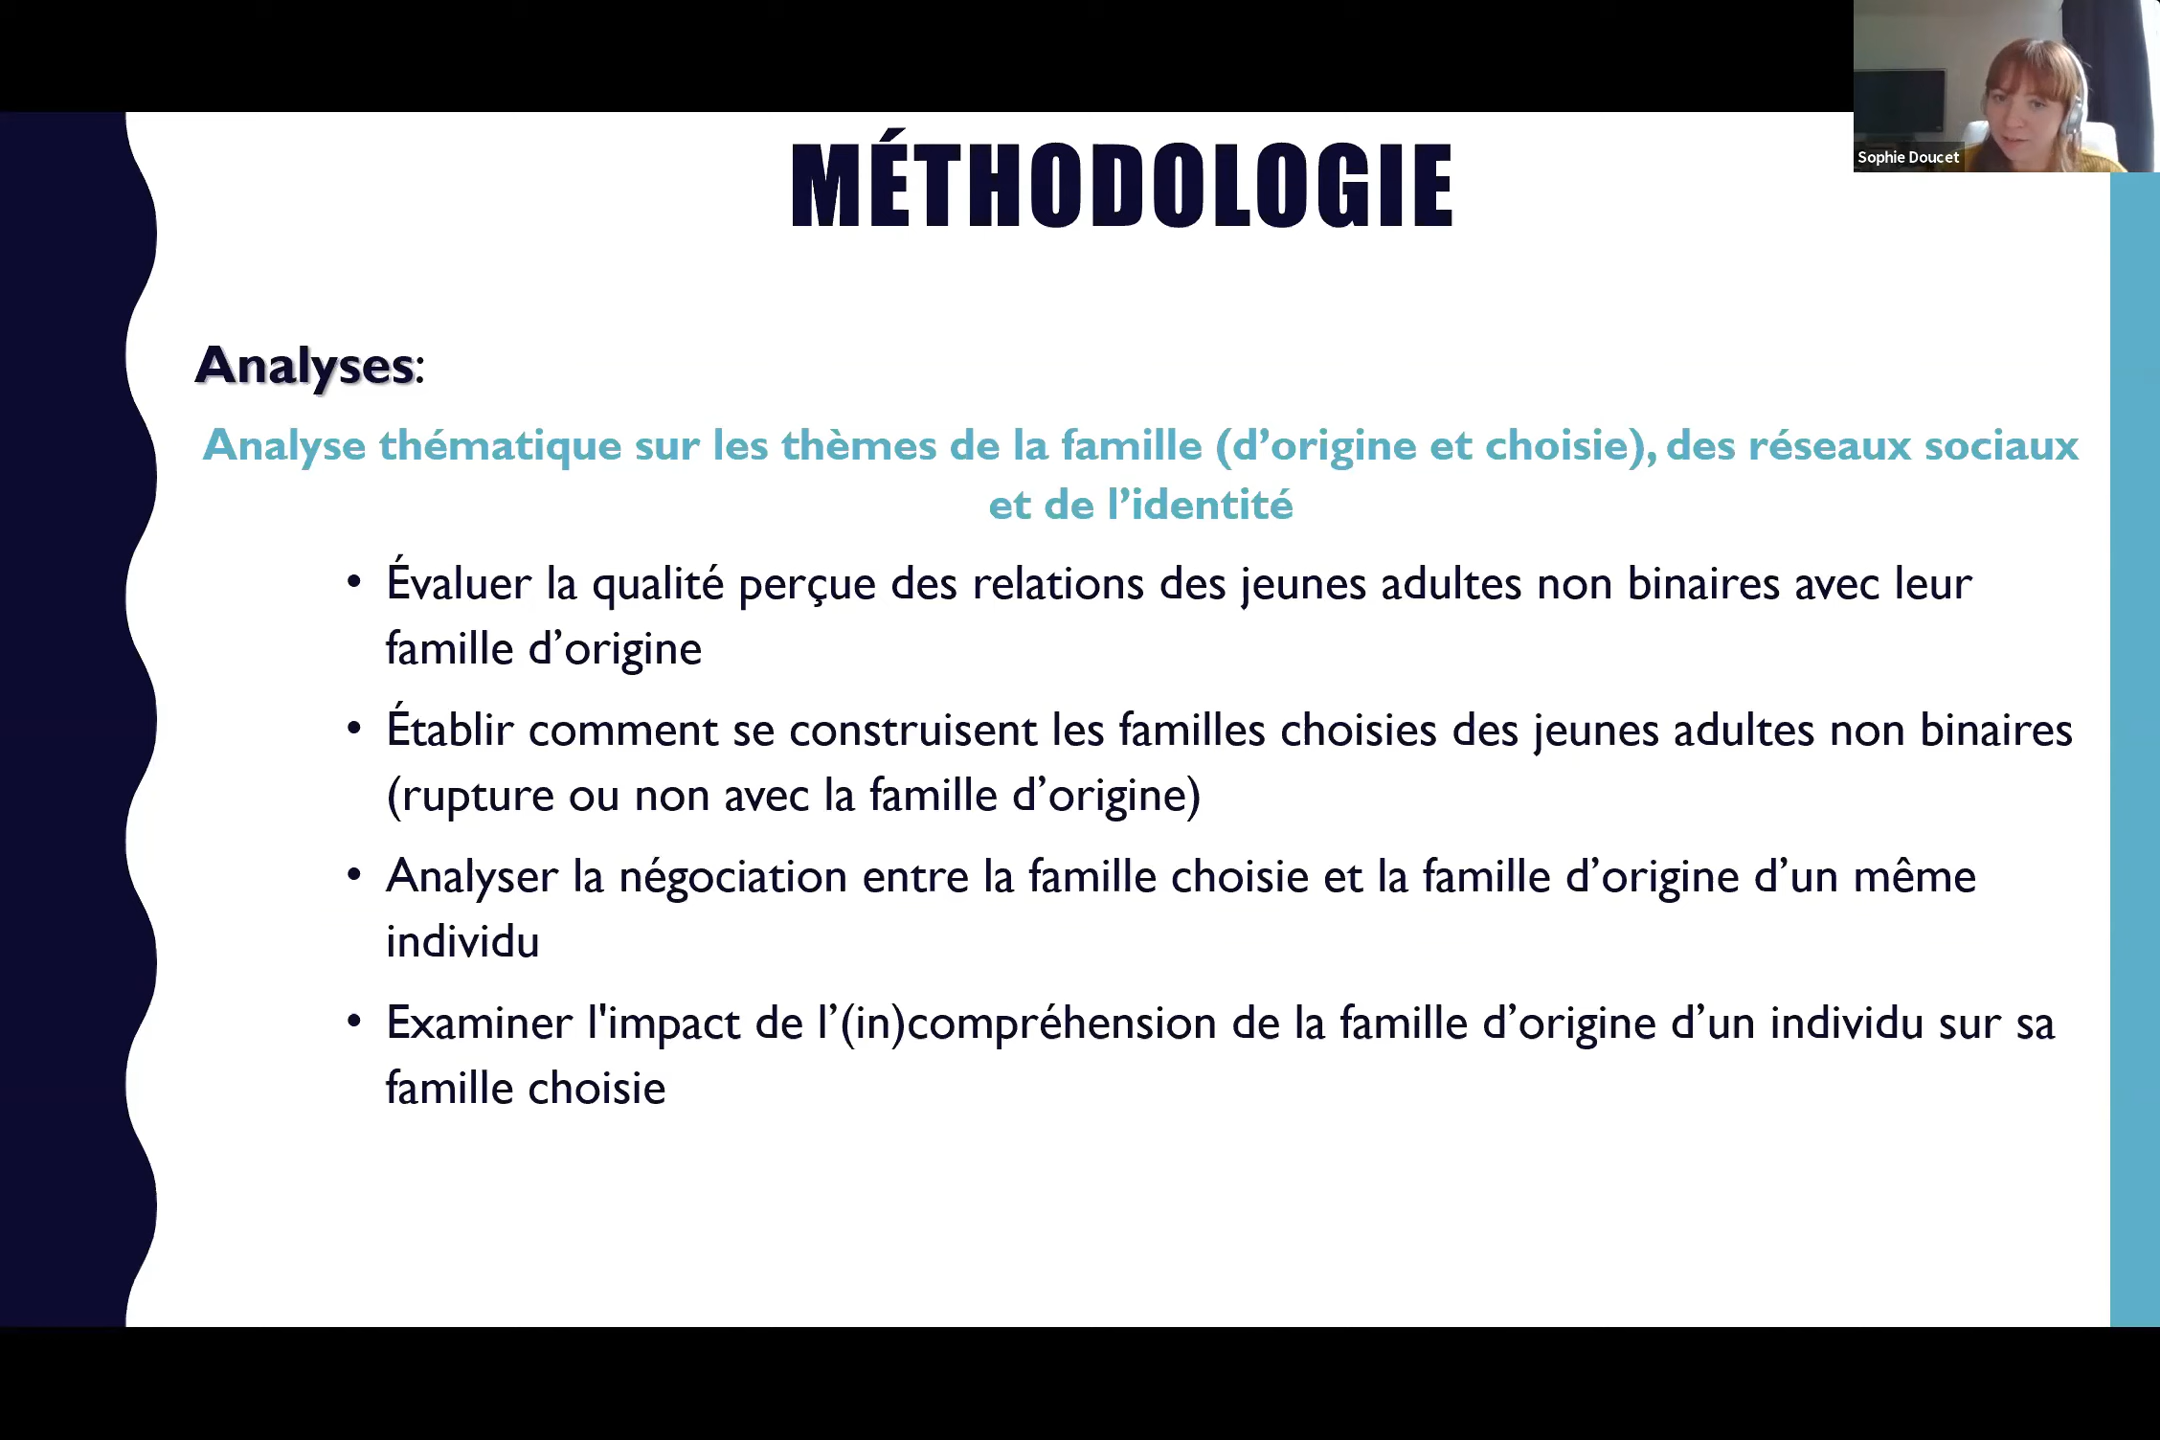 MÉTHODOLOGIE
Sophie Doucet
Analyses:
Analyse thématique sur les thèmes de la famille (d’origine et choisie), des réseaux sociaux
et de l’identité
• Évaluer la qualité perçue des relations des jeunes adultes non binaires avec leur
famille d’origine
• Établir comment se construisent les familles choisies des jeunes adultes non binaires
(rupture ou non avec la famille d’origine)
• Analyser la négociation entre la famille choisie et la famille d’origine d’un même
individu
• Examiner l'impact de l’(in)compréhension de la famille d’origine d’un individu sur sa
famille choisie